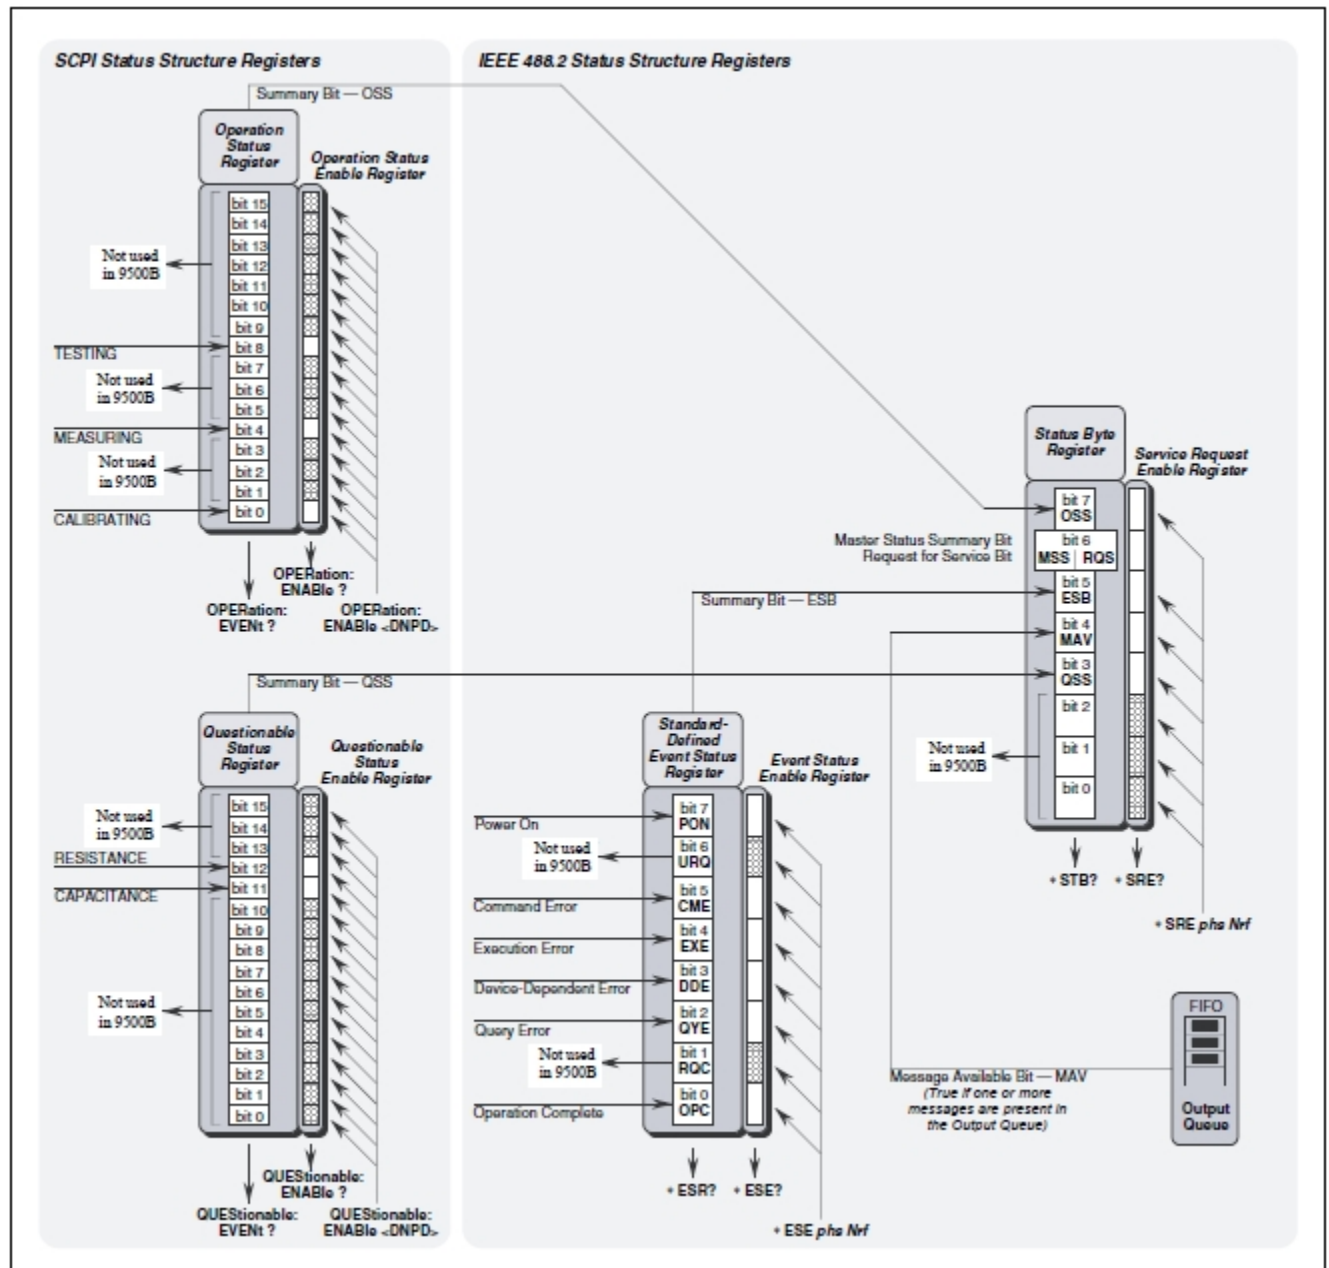 SCPI Status Structure Registers
IEEE 488.2 Status Structure Registers
Summary Bit — OSS
Operation
Status
Register
Operation Status
Enable Register
bit 15
bit 14
bit 13
bit 12
bit 11
bit 10
bit 9
bit 8
bit 7
bit 6
bit 5
bit 4
bit 3
bit 2
bit 1
bit 0
Not used
in 9500B
TESTING
Not used
in 9500B
MEASURING
Not used
in 9500B
CALIBRATING
OPERation:
ENABle ?
OPERation:
EVENt ?
OPERation:
ENABle <DNPD>
Summary Bit — QSS
Questionable
Status
Register
Questionable
Status
Enable Register
bit 15
bit 14
bit 13
bit 12
bit 11
bit 10
bit 9
bit 8
bit 7
bit 6
bit 5
bit 4
bit 3
bit 2
bit 1
bit 0
Not used
in 9500B
RESISTANCE
CAPACITANCE
Not used
in 9500B
QUEStionable:
ENABle ?
QUEStionable:
EVENt ?
QUEStionable:
ENABle <DNPD>
Summary Bit — ESB
Standard-
Defined
Event Status
Register
Event Status
Enable Register
bit 7
PON
bit 6
URQ
bit 5
CME
bit 4
EXE
bit 3
DDE
bit 2
QYE
bit 1
RQC
bit 0
OPC
Power On
Not used
in 9500B
Command Error
Execution Error
Device-Dependent Error
Query Error
Not used
in 9500B
Operation Complete
* ESR?
* ESE?
* ESE phs Nrf
Status Byte
Register
Service Request
Enable Register
bit 7
OSS
bit 6
MSS | RQS
bit 5
ESB
bit 4
MAV
bit 3
QSS
bit 2
bit 1
bit 0
Master Status Summary Bit
Request for Service Bit
Not used
in 9500B
* STB?
* SRE?
* SRE phs Nrf
FIFO
Output
Queue
Message Available Bit — MAV
(True if one or more
messages are present in
the Output Queue)